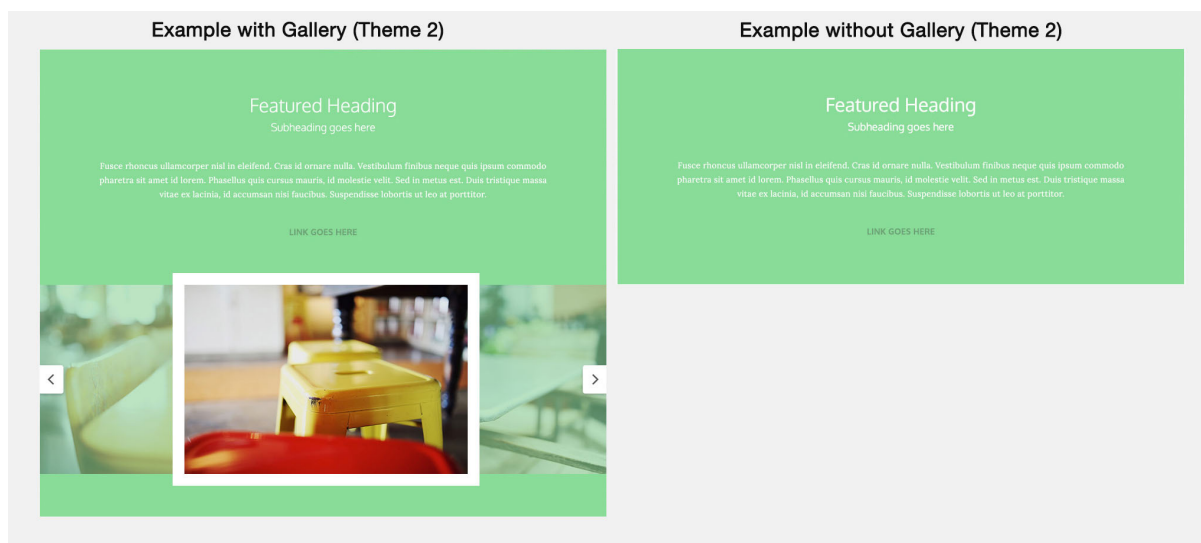 Example with Gallery (Theme 2)
Featured Heading
Subheading goes here
Fusce rhoncus ullamcorper nisl in eleifend. Cras id ornare nulla. Vestibulum finibus neque quis ipsum commodo
pharetra sit amet id lorem. Phasellus quis cursus mauris, id molestie velit. Sed in metus est. Duis tristique massa
vitae ex lacinia, id accumsan nisi faucibus. Suspendisse lobortis ut leo at porttitor.
LINK GOES HERE
Example without Gallery (Theme 2)
Featured Heading
Subheading goes here
Fusce rhoncus ullamcorper nisl in eleifend. Cras id ornare nulla. Vestibulum finibus neque quis ipsum commodo
pharetra sit amet id lorem. Phasellus quis cursus mauris, id molestie velit. Sed in metus est. Duis tristique massa
vitae ex lacinia, id accumsan nisi faucibus. Suspendisse lobortis ut leo at porttitor.
LINK GOES HERE